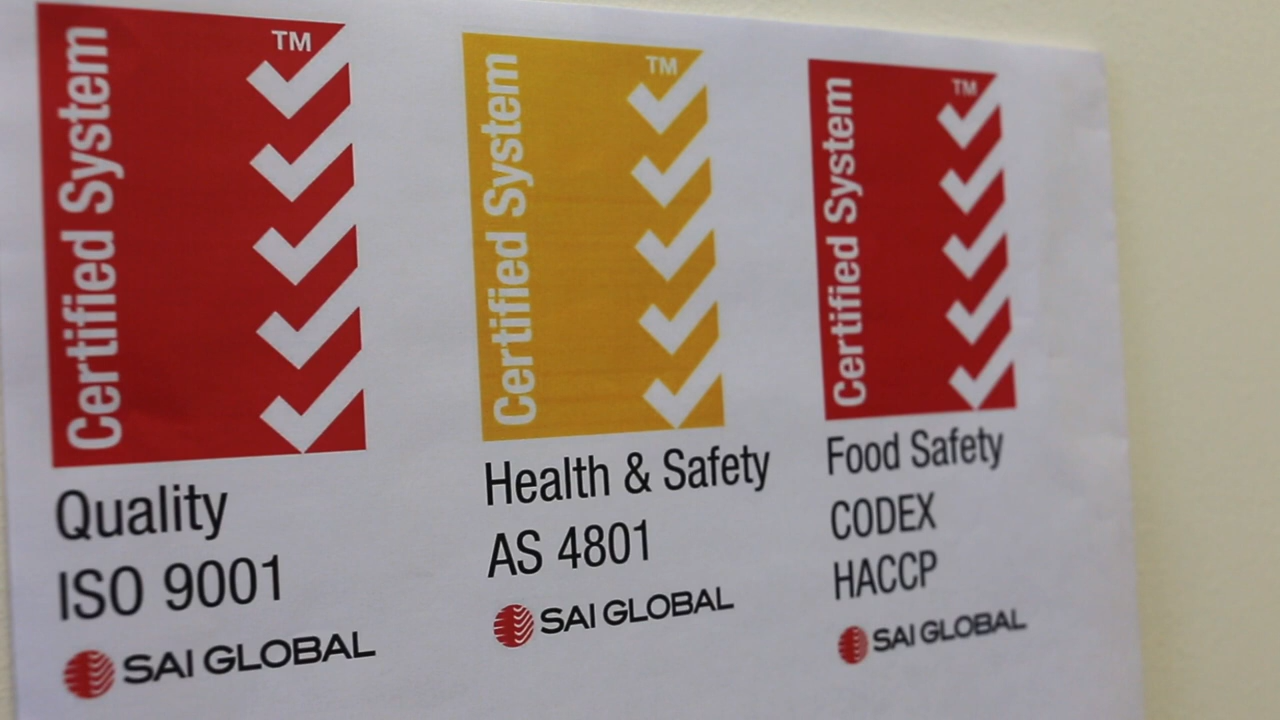 Certified System
TM
Quality
ISO 9001
SAI GLOBAL
Certified System
TM
Health & Safety
AS 4801
SAI GLOBAL
Certified System
TM
Food Safety
CODEX
HACCP
SAI GLOBAL